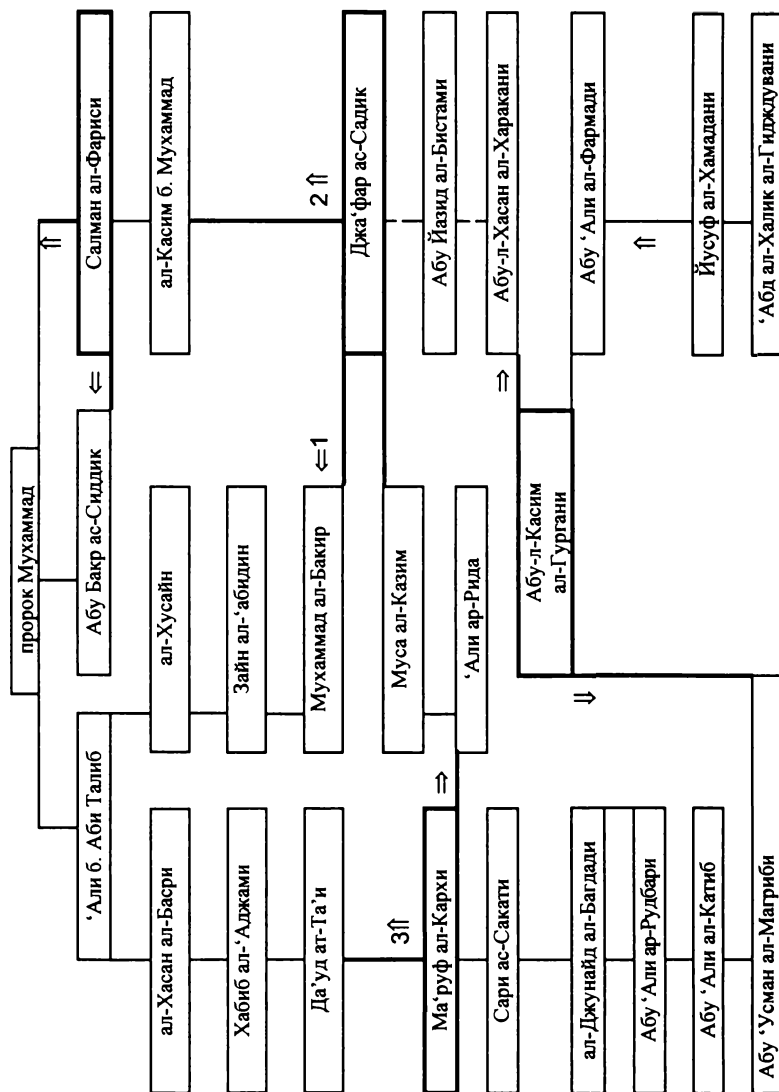 пророк Мухаммад
‘Али б. Аби Талиб
Абу Бакр ас-Сиддик
⇐
⇑
Салман ал-Фариси
ал-Хасан ал-Басри
ал-Хусайн
ал-Касим б. Мухаммад
Хабиб ал-‘Аджами
Зайн ал-‘абидин
Да’уд ат-Та’и
Мухаммад ал-Бакир
⇐1
2⇑
3⇑
Джа‘фар ас-Садик
Муса ал-Казим
Ма‘руф ал-Кархи
⇒
‘Али ар-Рида
Абу Йазид ал-Бистами
Сари ас-Сакати
⇒
Абу-л-Хасан ал-Харакани
Абу-л-Касим
ал-Гургани
ал-Джунайд ал-Багдади
⇓
Абу ‘Али ал-Фармади
Абу ‘Али ар-Рудбари
⇑
Абу ‘Али ал-Катиб
Йусуф ал-Хамадани
Абу ‘Усман ал-Магриби
‘Абд ал-Халик ал-Гидждувани